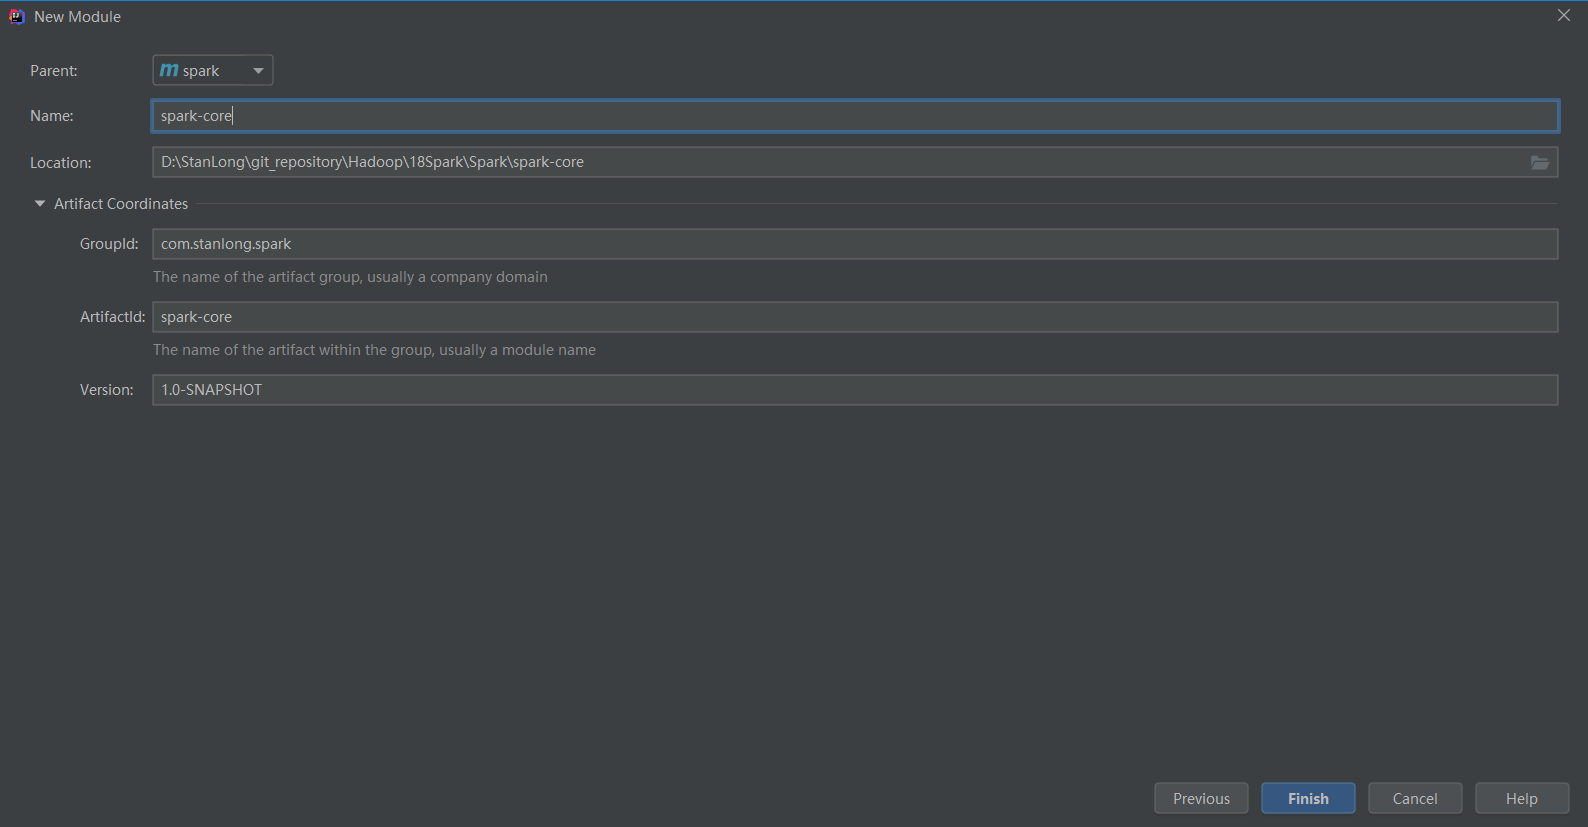 New Module
Parent: spark
Name: spark-core
Location: D:\StanLong\git_repository\Hadoop\18Spark\Spark\spark-core
Artifact Coordinates
GroupId: com.stanlong.spark
The name of the artifact group, usually a company domain
ArtifactId: spark-core
The name of the artifact within the group, usually a module name
Version: 1.0-SNAPSHOT
Previous Finish Cancel Help